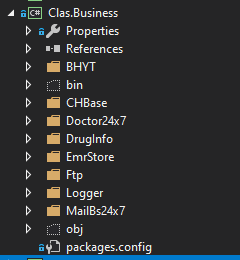 C# Clas.Business
Properties
References
BHYT
bin
CHBase
Doctor24x7
DrugInfo
EmrStore
Ftp
Logger
MailBs24x7
obj
packages.config